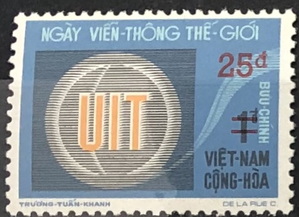 NGÀY VIỄN-THÔNG THẾ-GIỚI
25đ
BƯU-CHÍNH
UIT
VIỆT-NAM
CỘNG-HÒA
TRƯƠNG-TUẤN-KHANH
DE LA RUE C.